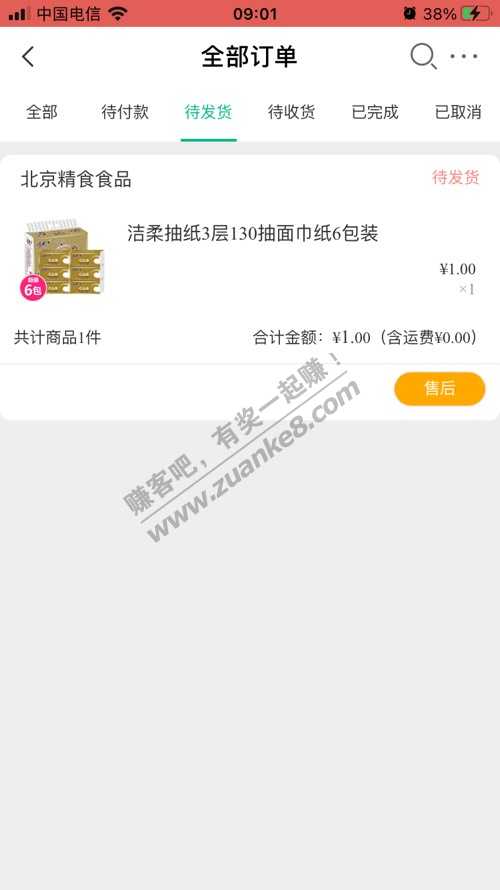 中国电信 09:01 38%
全部订单
全部 待付款 待发货 待收货 已完成 已取消
北京精食食品 待发货
洁柔抽纸3层130抽面巾纸6包装
¥1.00
×1
6包
共计商品1件 合计金额：¥1.00（含运费¥0.00）
售后
赚客吧，有奖一起赚！
www.zuanke8.com